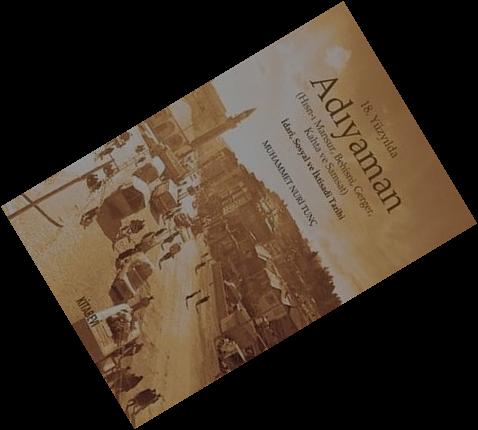 18. Yüzyılda
Adıyaman
(Hısn-ı Mansur, Behisni, Gerger,
Kahta ve Samsat)
İdari, Sosyal ve İktisadi Tarihi
MUHAMMET NURİ TUNÇ
KİTABEVİ